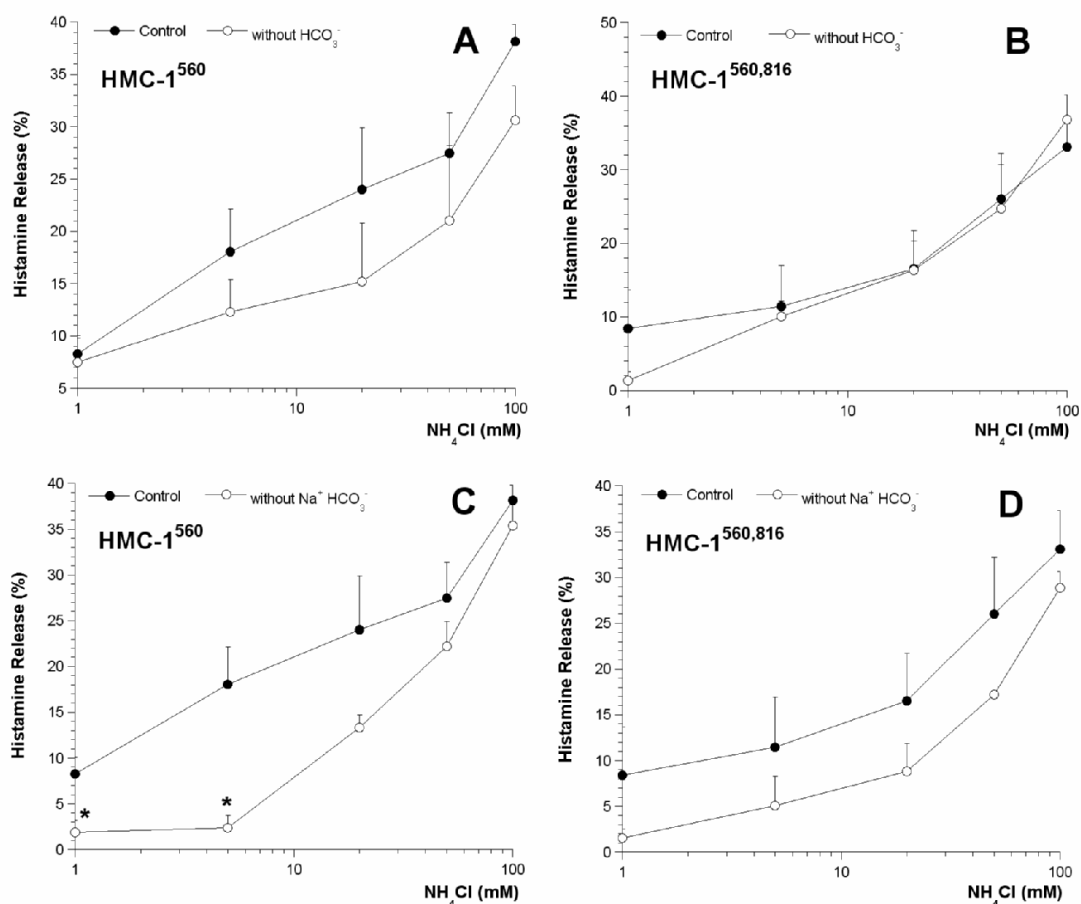 A
Control
without HCO₃⁻
HMC-1⁵⁶⁰
Histamine Release (%)
40
35
30
25
20
15
10
5
1
10
100
NH₄Cl (mM)
B
Control
without HCO₃⁻
HMC-1⁵⁶⁰,⁸¹⁶
Histamine Release (%)
50
40
30
20
10
0
1
10
100
NH₄Cl (mM)
C
Control
without Na⁺ HCO₃⁻
HMC-1⁵⁶⁰
Histamine Release (%)
40
35
30
25
20
15
10
5
0
*
*
1
10
100
NH₄Cl (mM)
D
Control
without Na⁺ HCO₃⁻
HMC-1⁵⁶⁰,⁸¹⁶
Histamine Release (%)
40
35
30
25
20
15
10
5
0
1
10
100
NH₄Cl (mM)